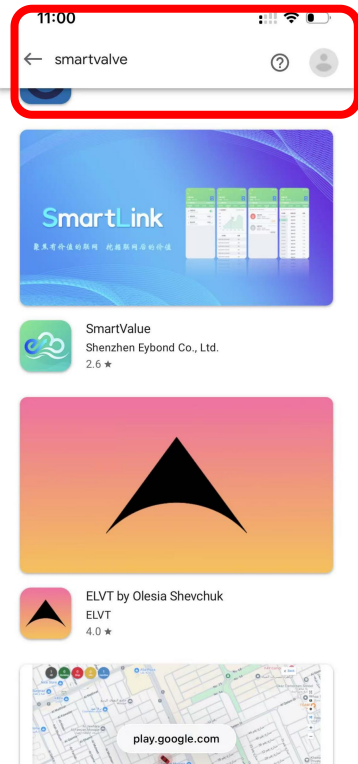 11:00
smartvalve
SmartLink
聚焦有价值的联网 挖掘联网后的价值
SmartValue
Shenzhen Eybond Co., Ltd.
2.6 ★
ELVT by Olesia Shevchuk
ELVT
4.0 ★
play.google.com